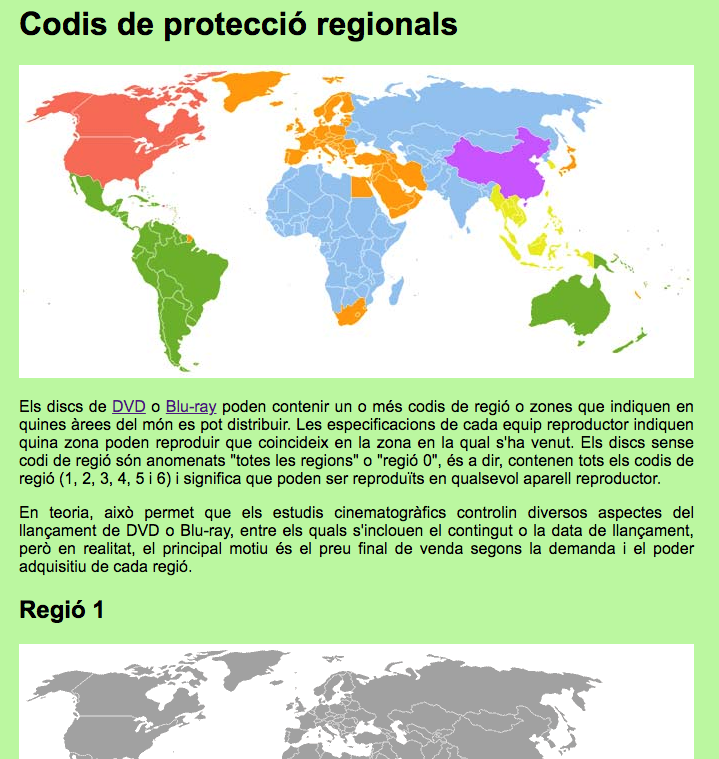 Codis de protecció regionals
Els discs de DVD o Blu-ray poden contenir un o més codis de regió o zones que indiquen en
quines àrees del món es pot distribuir. Les especificacions de cada equip reproductor indiquen
quina zona poden reproduir que coincideix en la zona en la qual s'ha venut. Els discs sense
codi de regió són anomenats "totes les regions" o "regió 0", és a dir, contenen tots els codis de
regió (1, 2, 3, 4, 5 i 6) i significa que poden ser reproduïts en qualsevol aparell reproductor.
En teoria, això permet que els estudis cinematogràfics controlin diversos aspectes del
llançament de DVD o Blu-ray, entre els quals s'inclouen el contingut o la data de llançament,
però en realitat, el principal motiu és el preu final de venda segons la demanda i el poder
adquisitiu de cada regió.
Regió 1